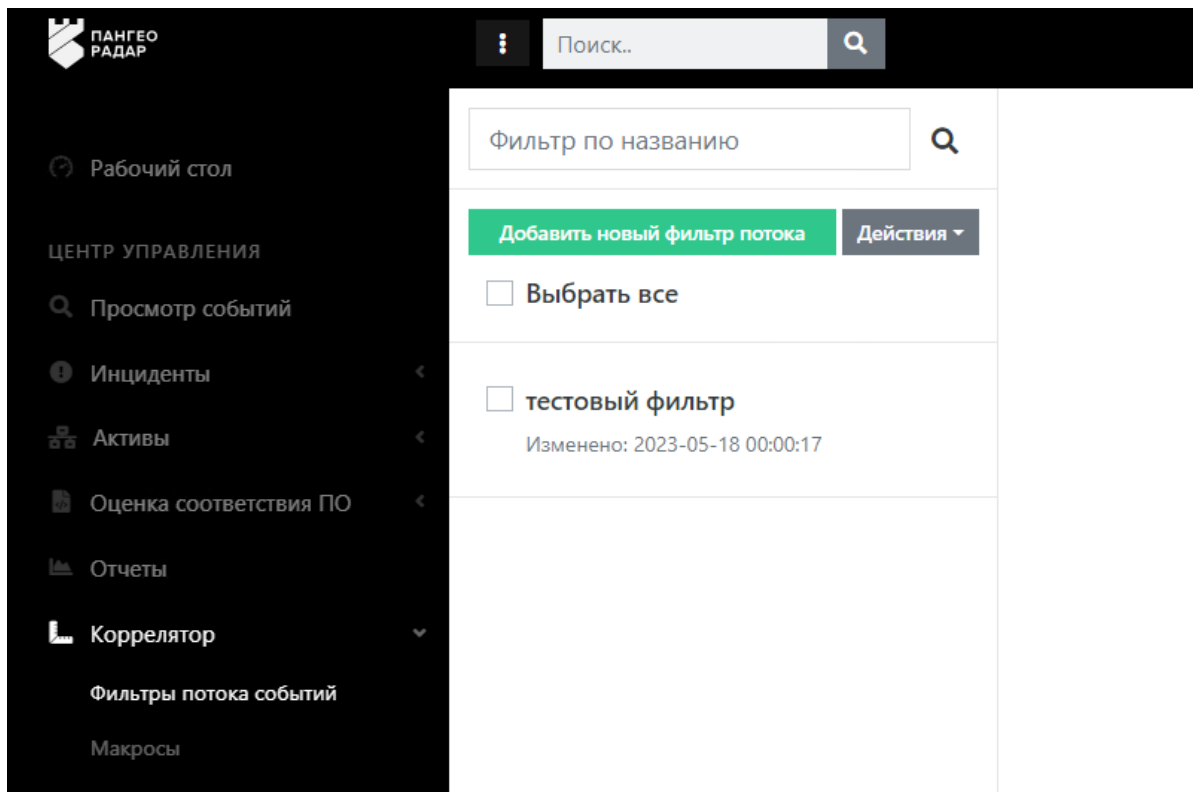 ПАНГЕО
РАДАР
Поиск..
Рабочий стол
ЦЕНТР УПРАВЛЕНИЯ
Просмотр событий
Инциденты
Активы
Оценка соответствия ПО
Отчеты
Коррелятор
Фильтры потока событий
Макросы
Фильтр по названию
Добавить новый фильтр потока
Действия
Выбрать все
тестовый фильтр
Изменено: 2023-05-18 00:00:17